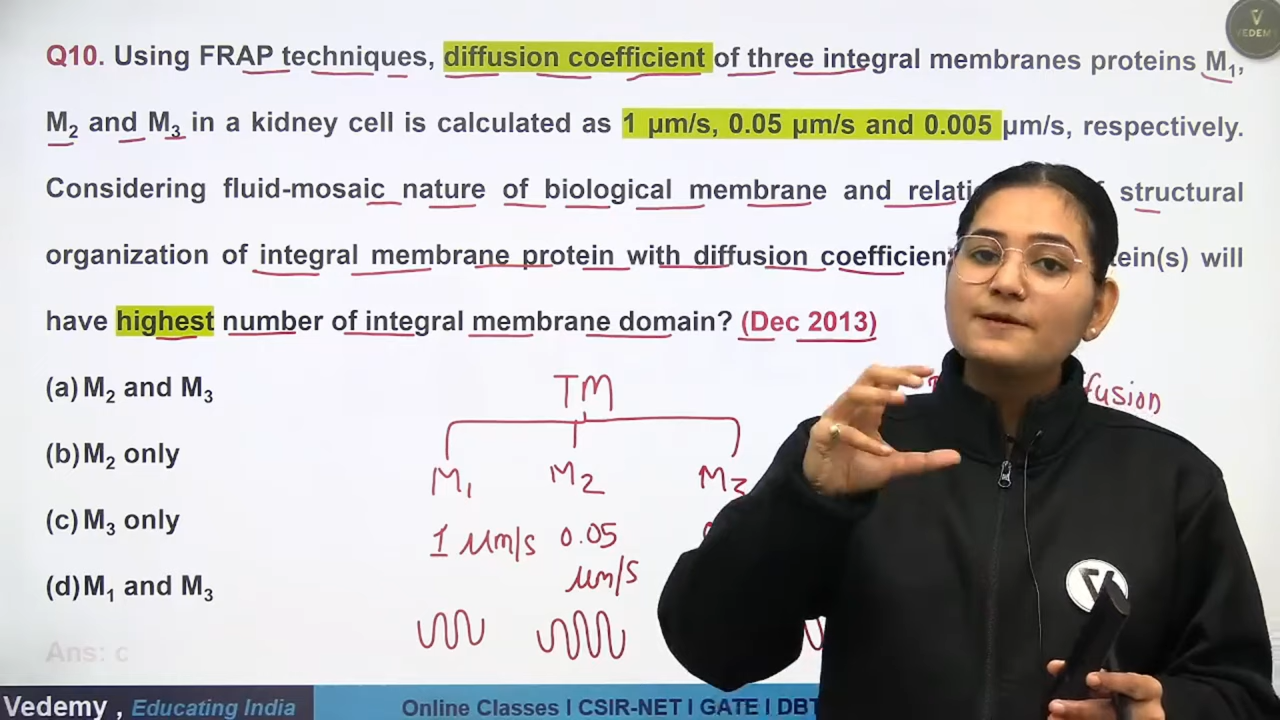 VEDEMY
Q10. Using FRAP techniques, diffusion coefficient of three integral membranes proteins M₁,
M₂ and M₃ in a kidney cell is calculated as 1 μm/s, 0.05 μm/s and 0.005 μm/s, respectively.
Considering fluid-mosaic nature of biological membrane and structural
organization of integral membrane protein with diffusion will
have highest number of integral membrane domain? (Dec 2013)
(a) M₂ and M₃
(b) M₂ only
(c) M₃ only
(d) M₁ and M₃
Ans: c
TM
M₁ M₂ M₃
1 μm/s 0.05
μm/s
Vedemy , Educating India
Online Classes I CSIR-NET I GATE I DBT